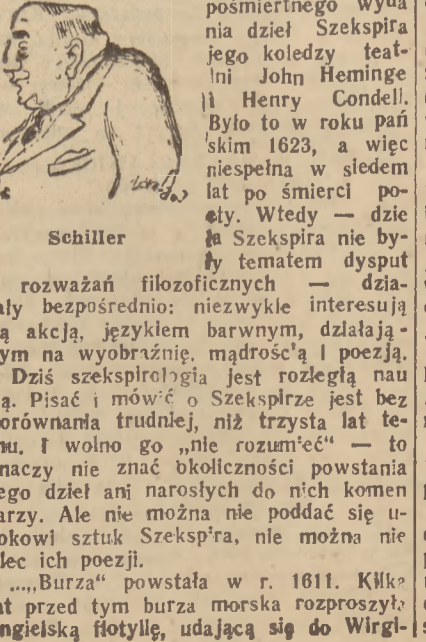 pośmiertnego wyda
nia dzieł Szekspira
jego koledzy teat-
lni John Heminge
i Henry Condell.
Było to w roku pań
skim 1623, a więc
niespełna w siedem
lat po śmierci po-
ety. Wtedy — dzie
ła Szekspira nie by-
ły tematem dysput
Schiller
rozważań filozoficznych — dzia-
ały bezpośrednio: niezwykle interesują
ą akcją, językiem barwnym, działają-
ym na wyobraźnię, mądrośc'ą i poezją.
Dziś szekspirologia jest rozległą nau
ą. Pisać i mówić o Szekspirze jest bez
orównania trudniej, niż trzysta lat te-
mu. I wolno go „nie rozum'eć" — to
naczy nie znać okoliczności powstania
ego dzieł ani narosłych do nich komen
arzy. Ale nie można nie poddać się u-
okowi sztuk Szeksp'ra, nie można nie
lec ich poezji.
....„Burza" powstała w r. 1611. Kilka
at przed tym burza morska rozproszyła
ngielską flotyllę, udającą się do Wirgi-